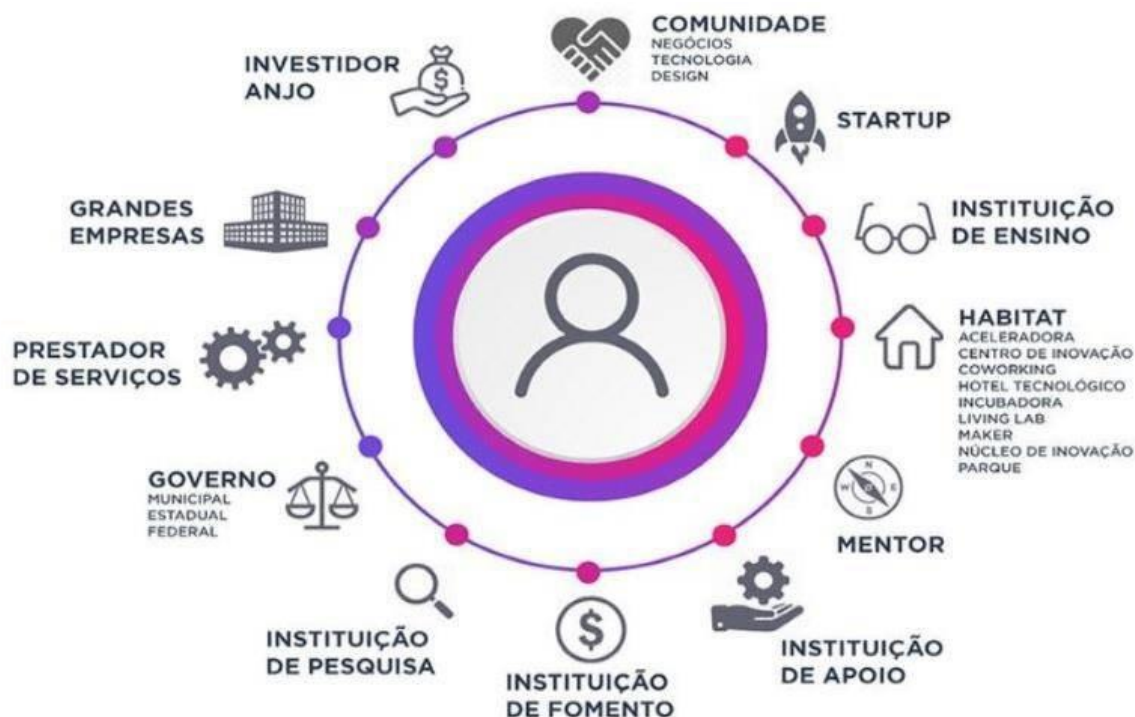 COMUNIDADE
NEGÓCIOS
TECNOLOGIA
DESIGN
STARTUP
INSTITUIÇÃO
DE ENSINO
HABITAT
ACELERADORA
CENTRO DE INOVAÇÃO
COWORKING
HOTEL TECNOLÓGICO
INCUBADORA
LIVING LAB
MAKER
NÚCLEO DE INOVAÇÃO
PARQUE
N
W
E
S
MENTOR
INSTITUIÇÃO
DE APOIO
$
INSTITUIÇÃO
DE FOMENTO
INSTITUIÇÃO
DE PESQUISA
GOVERNO
MUNICIPAL
ESTADUAL
FEDERAL
PRESTADOR
DE SERVIÇOS
GRANDES
EMPRESAS
INVESTIDOR
ANJO
$